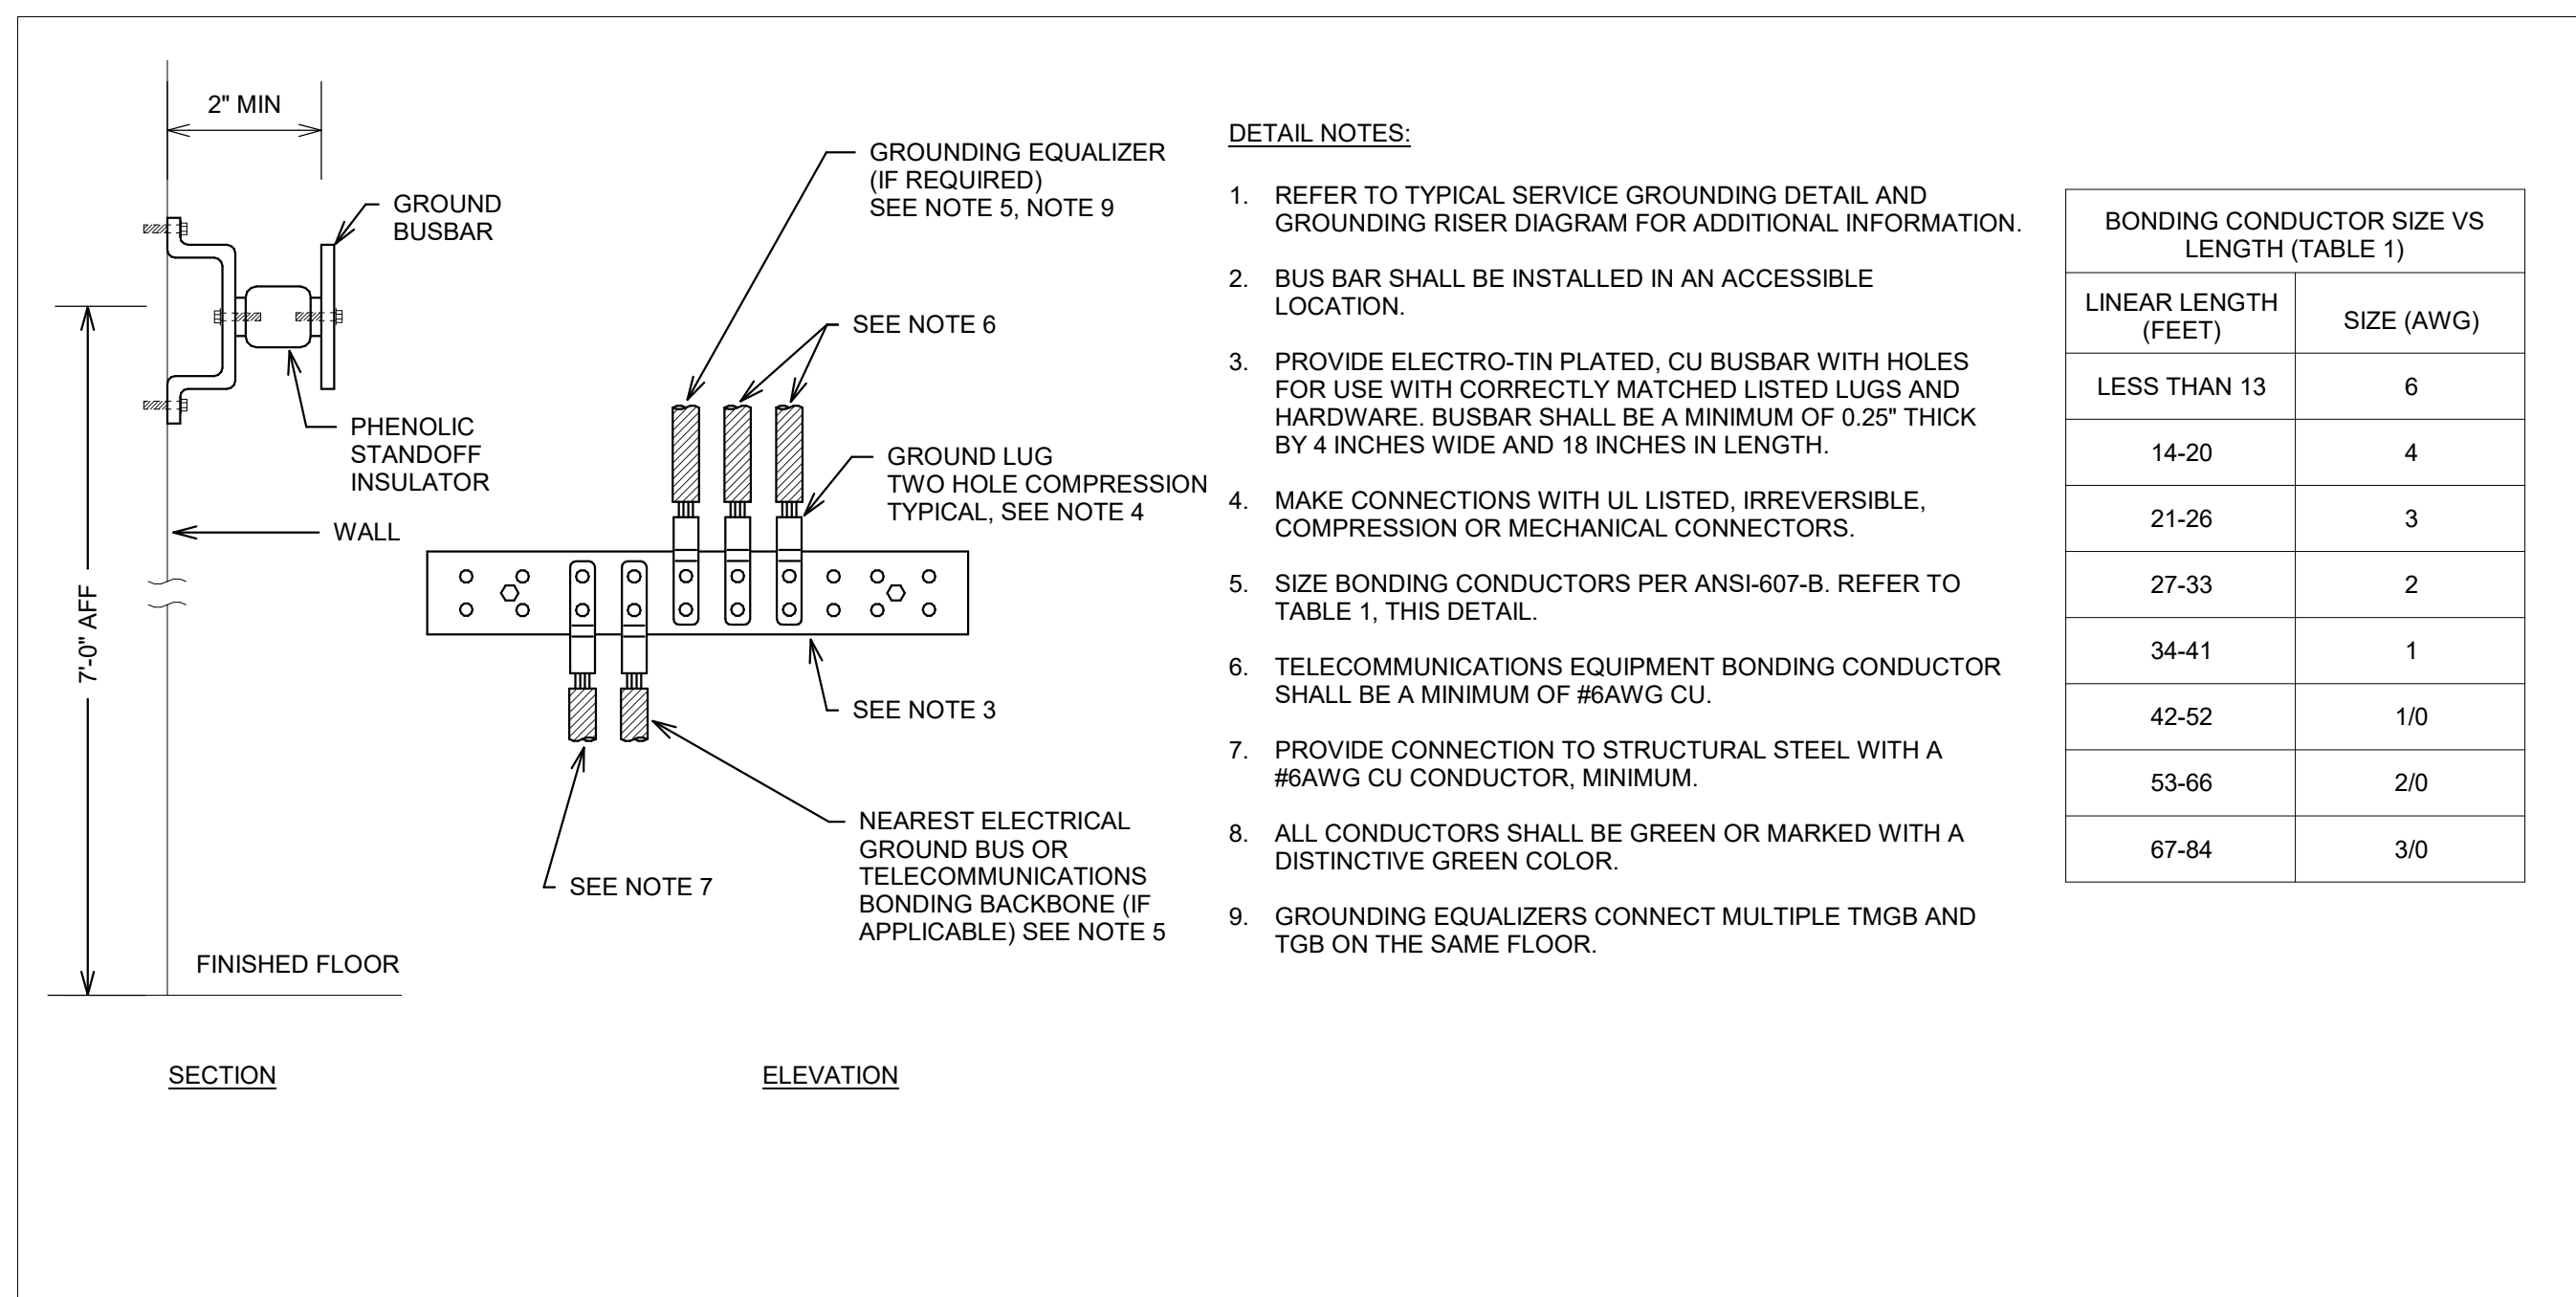 2" MIN
GROUND
BUSBAR
PHENOLIC
STANDOFF
INSULATOR
WALL
7'-0" AFF
FINISHED FLOOR
SECTION
GROUNDING EQUALIZER
(IF REQUIRED)
SEE NOTE 5, NOTE 9
SEE NOTE 6
GROUND LUG
TWO HOLE COMPRESSION
TYPICAL, SEE NOTE 4
SEE NOTE 3
NEAREST ELECTRICAL
GROUND BUS OR
TELECOMMUNICATIONS
BONDING BACKBONE (IF
APPLICABLE) SEE NOTE 5
SEE NOTE 7
ELEVATION
DETAIL NOTES:
1. REFER TO TYPICAL SERVICE GROUNDING DETAIL AND
GROUNDING RISER DIAGRAM FOR ADDITIONAL INFORMATION.
2. BUS BAR SHALL BE INSTALLED IN AN ACCESSIBLE
LOCATION.
3. PROVIDE ELECTRO-TIN PLATED, CU BUSBAR WITH HOLES
FOR USE WITH CORRECTLY MATCHED LISTED LUGS AND
HARDWARE. BUSBAR SHALL BE A MINIMUM OF 0.25" THICK
BY 4 INCHES WIDE AND 18 INCHES IN LENGTH.
4. MAKE CONNECTIONS WITH UL LISTED, IRREVERSIBLE,
COMPRESSION OR MECHANICAL CONNECTORS.
5. SIZE BONDING CONDUCTORS PER ANSI-607-B. REFER TO
TABLE 1, THIS DETAIL.
6. TELECOMMUNICATIONS EQUIPMENT BONDING CONDUCTOR
SHALL BE A MINIMUM OF #6AWG CU.
7. PROVIDE CONNECTION TO STRUCTURAL STEEL WITH A
#6AWG CU CONDUCTOR, MINIMUM.
8. ALL CONDUCTORS SHALL BE GREEN OR MARKED WITH A
DISTINCTIVE GREEN COLOR.
9. GROUNDING EQUALIZERS CONNECT MULTIPLE TMGB AND
TGB ON THE SAME FLOOR.
BONDING CONDUCTOR SIZE VS
LENGTH (TABLE 1)
LINEAR LENGTH
(FEET)
SIZE (AWG)
LESS THAN 13 6
14-20 4
21-26 3
27-33 2
34-41 1
42-52 1/0
53-66 2/0
67-84 3/0